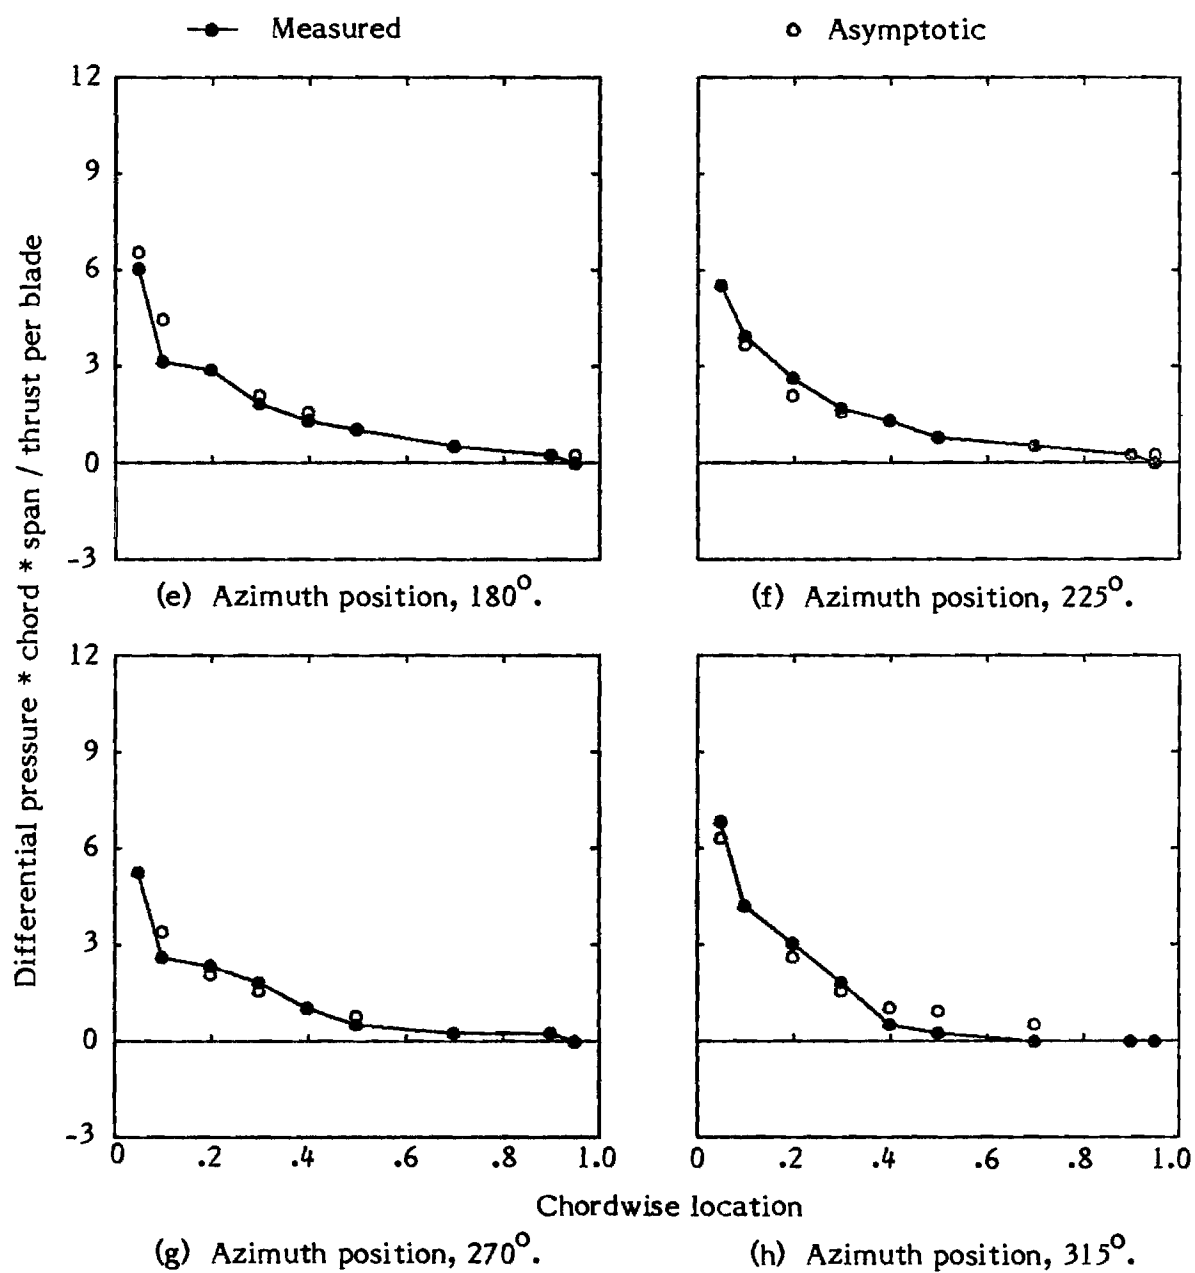 Measured
Asymptotic
Differential pressure * chord * span / thrust per blade
12
9
6
3
0
-3
(e) Azimuth position, 180°.
(f) Azimuth position, 225°.
12
9
6
3
0
-3
0 .2 .4 .6 .8 1.0
0 .2 .4 .6 .8 1.0
Chordwise location
(g) Azimuth position, 270°.
(h) Azimuth position, 315°.